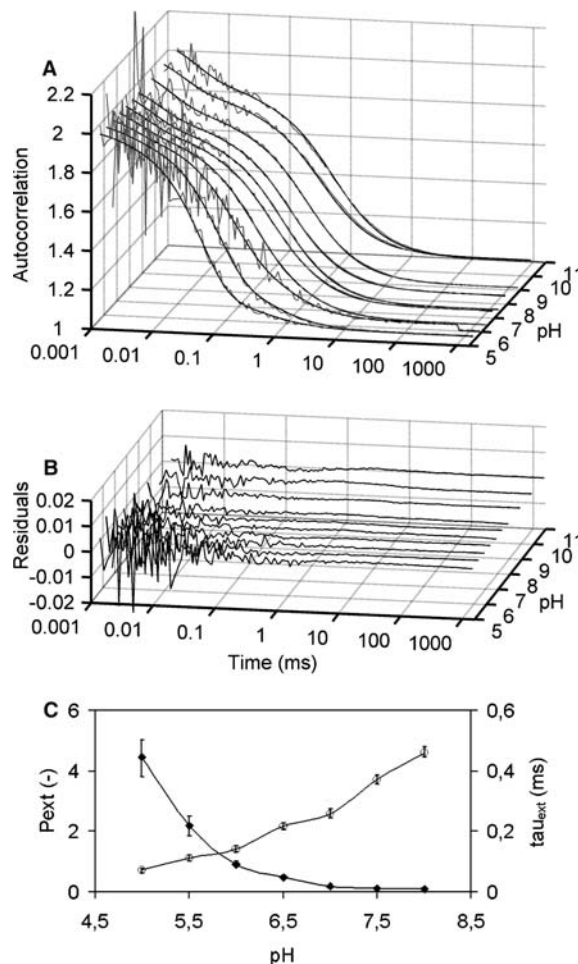 A
2.2
2
1.8
1.6
1.4
1.2
1
Autocorrelation
0.001 0.01 0.1 1 10 100 1000
5 6 7 8 9 10 11
pH
B
0.02
0.01
0
-0.01
-0.02
Residuals
0.001 0.01 0.1 1 10 100 1000
5 6 7 8 9 10 11
pH
Time (ms)
C
6
4
2
0
Pext (-)
0,6
0,4
0,2
0
tau_ext (ms)
4,5 5,5 6,5 7,5 8,5
pH